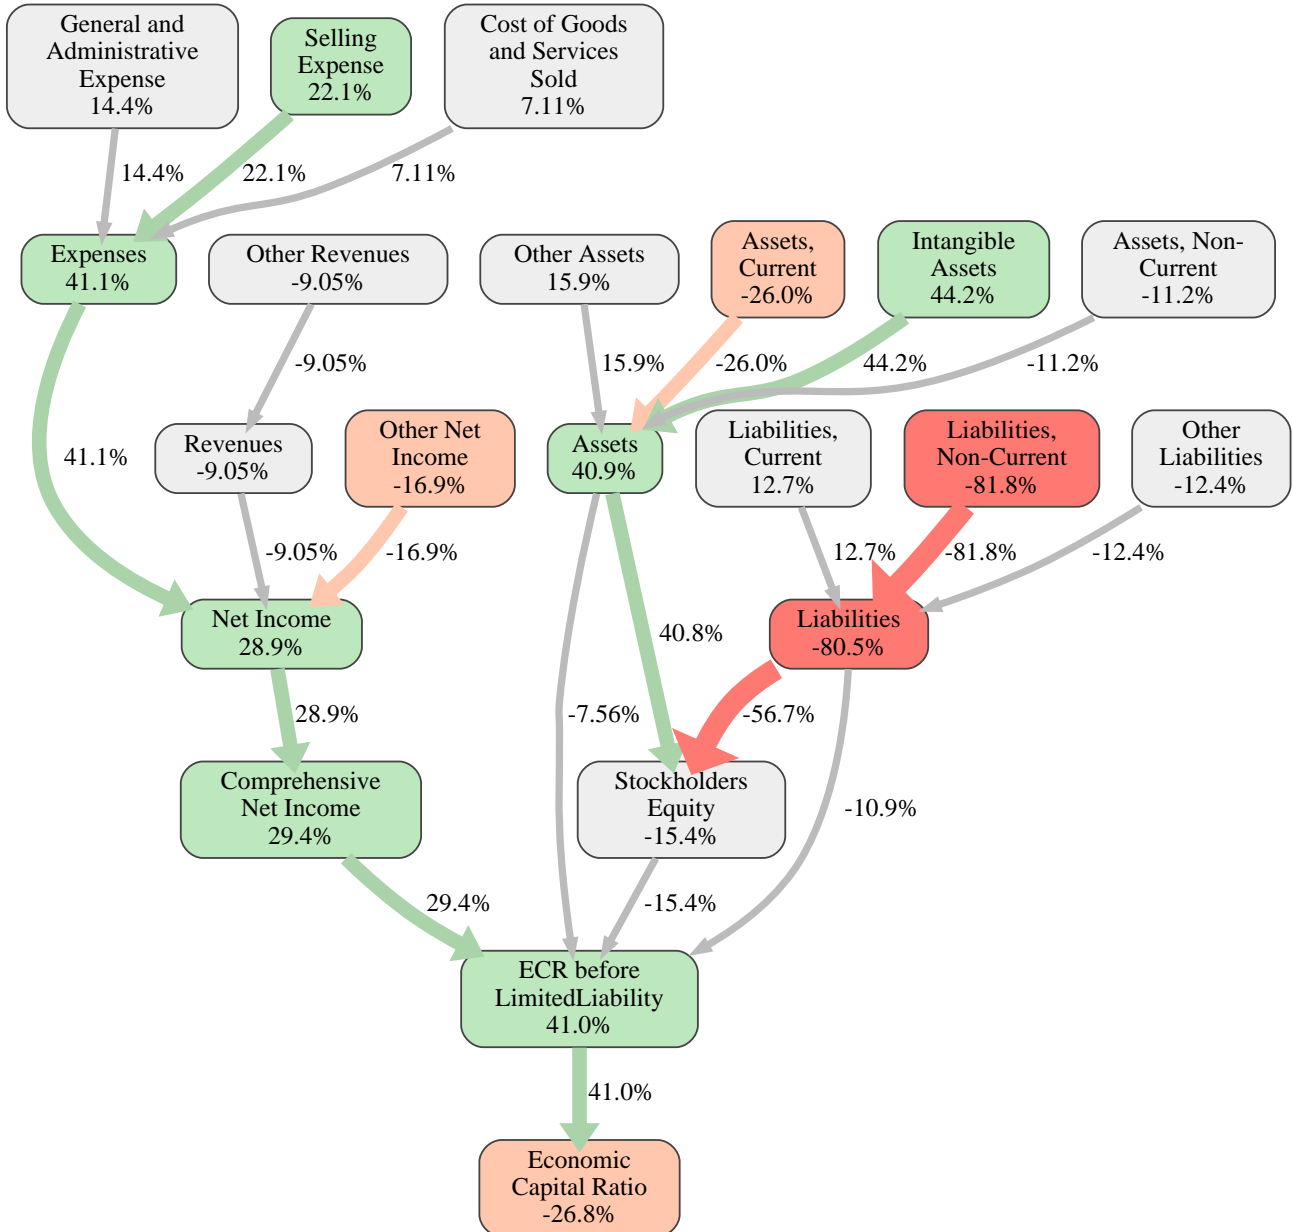 General and
Administrative
Expense
14.4%
Selling
Expense
22.1%
Cost of Goods
and Services
Sold
7.11%
14.4%
22.1%
7.11%
Expenses
41.1%
Other Revenues
-9.05%
Other Assets
15.9%
Assets,
Current
-26.0%
Intangible
Assets
44.2%
Assets, Non-
Current
-11.2%
-9.05%
15.9%
-26.0%
44.2%
-11.2%
41.1%
Revenues
-9.05%
Other Net
Income
-16.9%
Assets
40.9%
Liabilities,
Current
12.7%
Liabilities,
Non-Current
-81.8%
Other
Liabilities
-12.4%
-9.05%
-16.9%
12.7%
-81.8%
-12.4%
Net Income
28.9%
40.8%
Liabilities
-80.5%
28.9%
-7.56%
-56.7%
Comprehensive
Net Income
29.4%
Stockholders
Equity
-15.4%
-10.9%
29.4%
-15.4%
ECR before
LimitedLiability
41.0%
41.0%
Economic
Capital Ratio
-26.8%